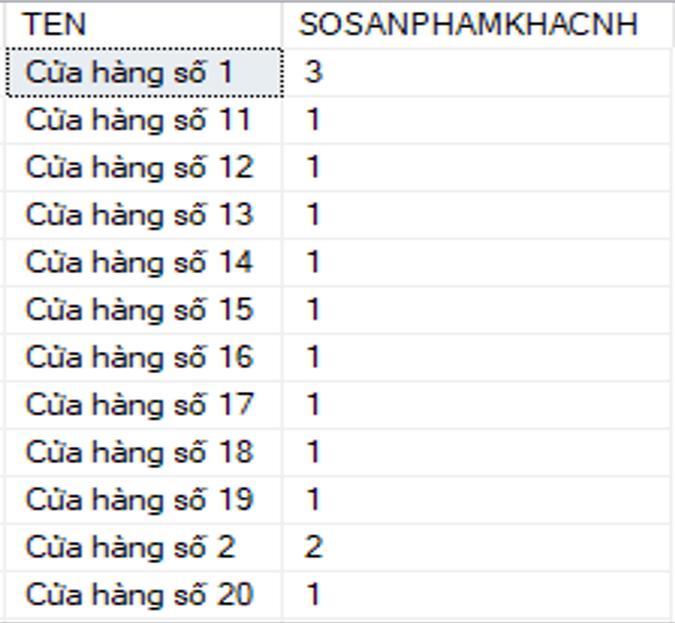 TEN SOSANPHAMKHACNH
Cửa hàng số 1 3
Cửa hàng số 11 1
Cửa hàng số 12 1
Cửa hàng số 13 1
Cửa hàng số 14 1
Cửa hàng số 15 1
Cửa hàng số 16 1
Cửa hàng số 17 1
Cửa hàng số 18 1
Cửa hàng số 19 1
Cửa hàng số 2 2
Cửa hàng số 20 1